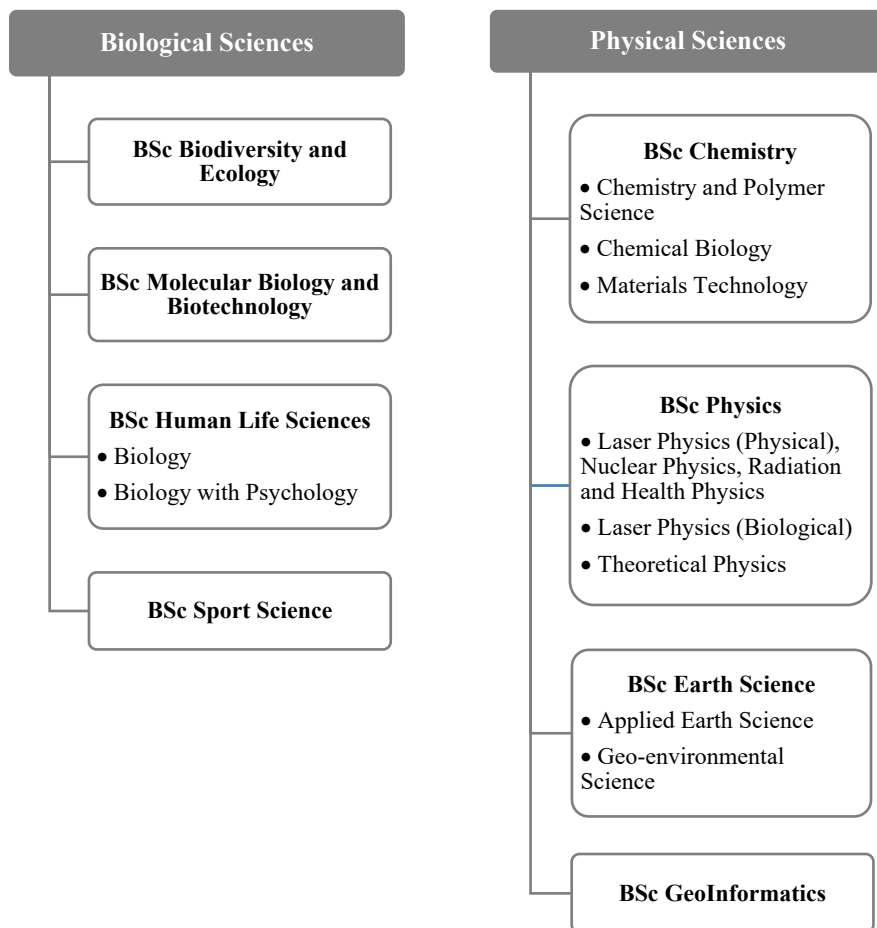 Biological Sciences
BSc Biodiversity and
Ecology
BSc Molecular Biology and
Biotechnology
BSc Human Life Sciences
• Biology
• Biology with Psychology
BSc Sport Science
Physical Sciences
BSc Chemistry
• Chemistry and Polymer
Science
• Chemical Biology
• Materials Technology
BSc Physics
• Laser Physics (Physical),
Nuclear Physics, Radiation
and Health Physics
• Laser Physics (Biological)
• Theoretical Physics
BSc Earth Science
• Applied Earth Science
• Geo-environmental
Science
BSc GeoInformatics